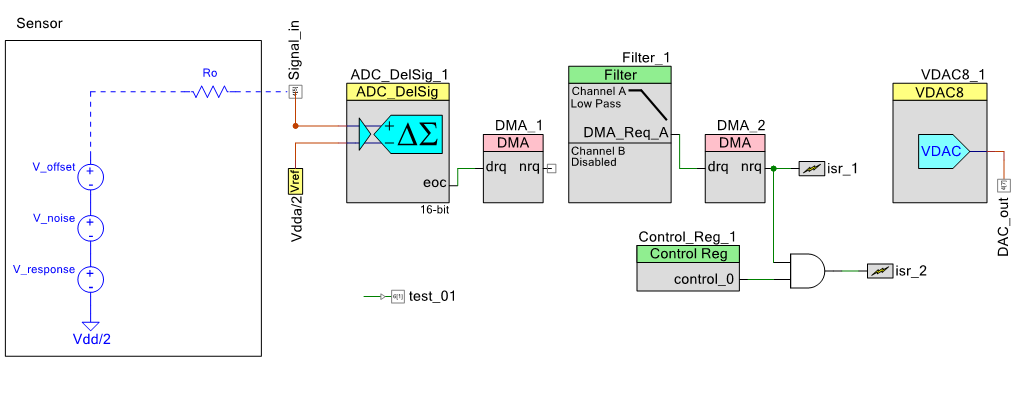 Sensor
Ro
V_offset
+
-
V_noise
+
-
V_response
+
-
Vdd/2
Signal_in
Vdda/2
Vref
ADC_DelSig_1
ADC_DelSig
+
-
ΔΣ
eoc
16-bit
DMA_1
DMA
drq nrq
Filter_1
Filter
Channel A
Low Pass
DMA_Req_A
Channel B
Disabled
DMA_2
DMA
drq nrq
isr_1
Control_Reg_1
Control Reg
control_0
isr_2
VDAC8_1
VDAC8
VDAC
DAC_out
test_01